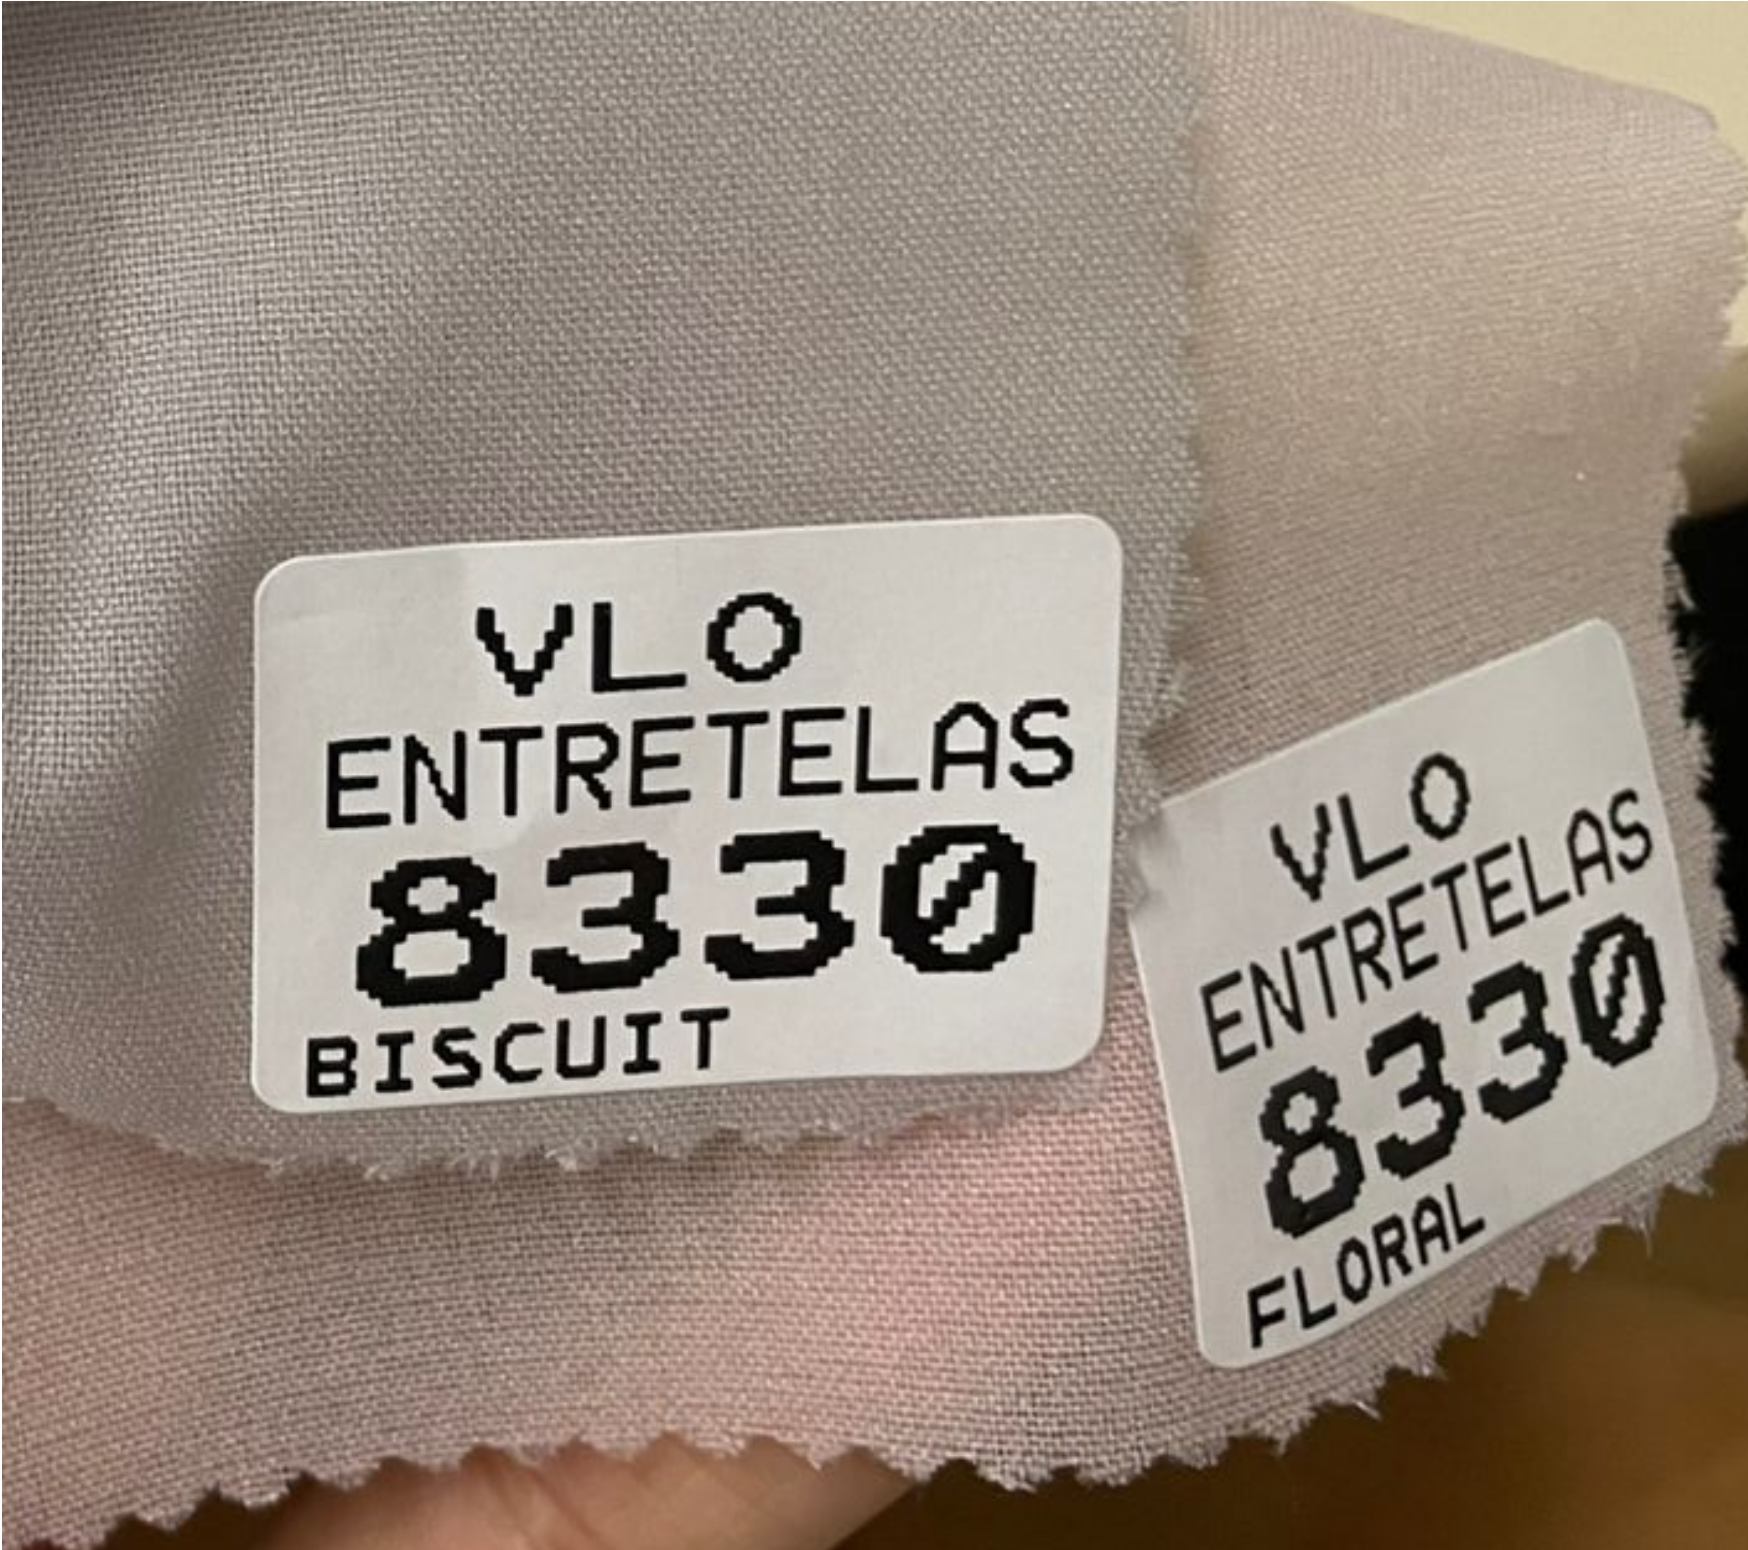 VLO
ENTRETELAS
8330
BISCUIT
VLO
ENTRETELAS
8330
FLORAL